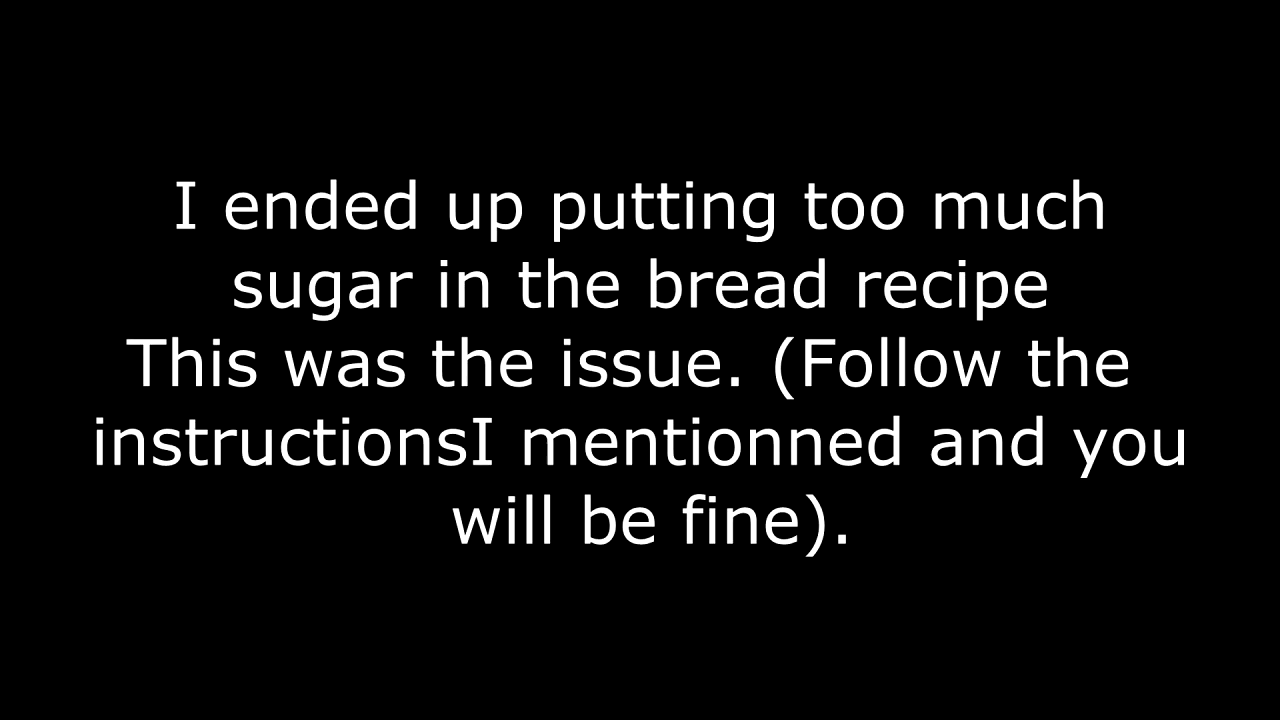 I ended up putting too much
sugar in the bread recipe
This was the issue. (Follow the
instructionsI mentionned and you
will be fine).